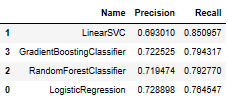 Name Precision Recall
1 LinearSVC 0.693010 0.850957
3 GradientBoostingClassifier 0.722525 0.794317
2 RandomForestClassifier 0.719474 0.792770
0 LogisticRegression 0.728898 0.764547